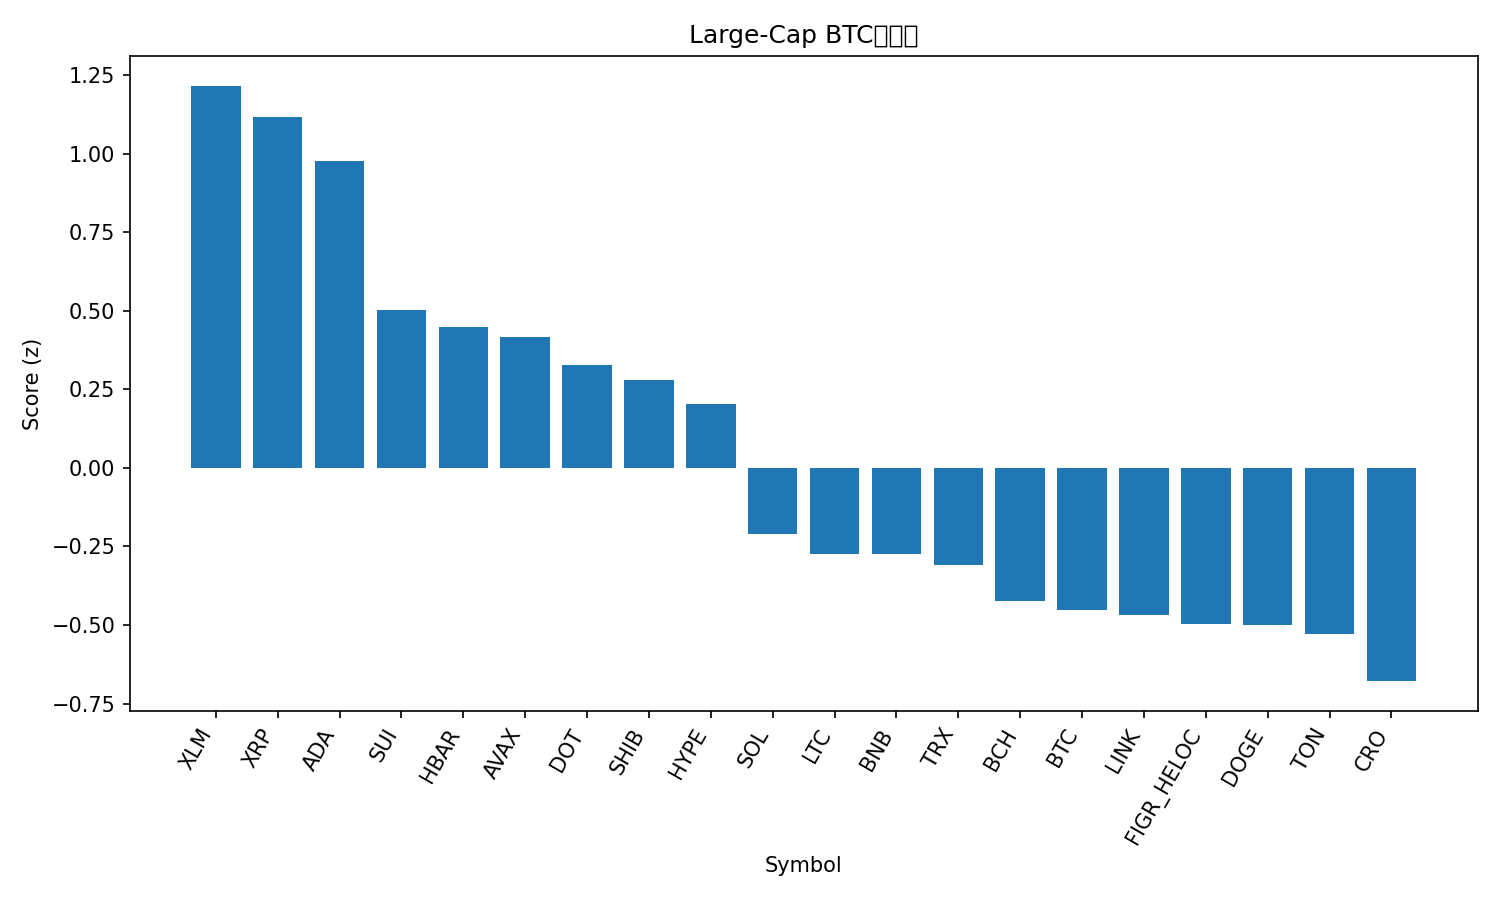 Large-Cap BTC
1.25
1.00
0.75
0.50
0.25
0.00
−0.25
−0.50
−0.75
Score (z)
XLM
XRP
ADA
SUI
HBAR
AVAX
DOT
SHIB
HYPE
SOL
LTC
BNB
TRX
BCH
BTC
LINK
FIGR_HELOC
DOGE
TON
CRO
Symbol